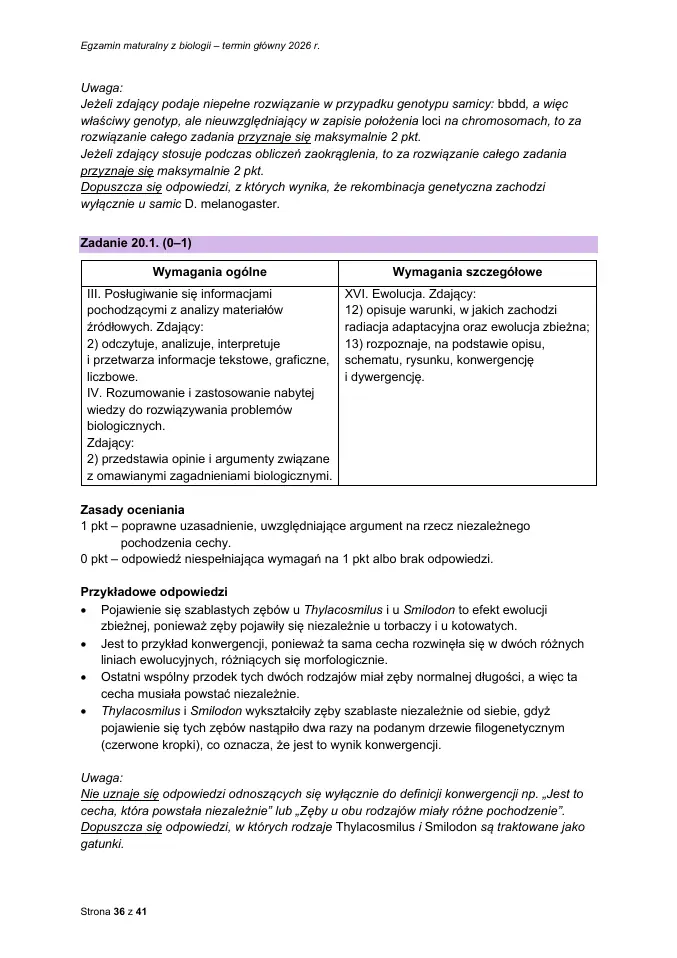 Egzamin maturalny z biologii – termin główny 2026 r.
Uwaga:
Jeżeli zdający podaje niepełne rozwiązanie w przypadku genotypu samicy: bbdd, a więc
właściwy genotyp, ale nieuwzględniający w zapisie położenia loci na chromosomach, to za
rozwiązanie całego zadania przyznaje się maksymalnie 2 pkt.
Jeżeli zdający stosuje podczas obliczeń zaokrąglenia, to za rozwiązanie całego zadania
przyznaje się maksymalnie 2 pkt.
Dopuszcza się odpowiedzi, z których wynika, że rekombinacja genetyczna zachodzi
wyłącznie u samic D. melanogaster.
Zadanie 20.1. (0–1)
Wymagania ogólne
III. Posługiwanie się informacjami
pochodzącymi z analizy materiałów
źródłowych. Zdający:
2) odczytuje, analizuje, interpretuje
i przetwarza informacje tekstowe, graficzne,
liczbowe.
IV. Rozumowanie i zastosowanie nabytej
wiedzy do rozwiązywania problemów
biologicznych.
Zdający:
2) przedstawia opinie i argumenty związane
z omawianymi zagadnieniami biologicznymi.
Wymagania szczegółowe
XVI. Ewolucja. Zdający:
12) opisuje warunki, w jakich zachodzi
radiacja adaptacyjna oraz ewolucja zbieżna;
13) rozpoznaje, na podstawie opisu,
schematu, rysunku, konwergencję
i dywergencję.
Zasady oceniania
1 pkt – poprawne uzasadnienie, uwzględniające argument na rzecz niezależnego
pochodzenia cechy.
0 pkt – odpowiedź niespełniająca wymagań na 1 pkt albo brak odpowiedzi.
Przykładowe odpowiedzi
• Pojawienie się szablastych zębów u Thylacosmilus i u Smilodon to efekt ewolucji
zbieżnej, ponieważ zęby pojawiły się niezależnie u torbaczy i u kotowatych.
• Jest to przykład konwergencji, ponieważ ta sama cecha rozwinęła się w dwóch różnych
liniach ewolucyjnych, różniących się morfologicznie.
• Ostatni wspólny przodek tych dwóch rodzajów miał zęby normalnej długości, a więc ta
cecha musiała powstać niezależnie.
• Thylacosmilus i Smilodon wykształciły zęby szablaste niezależnie od siebie, gdyż
pojawienie się tych zębów nastąpiło dwa razy na podanym drzewie filogenetycznym
(czerwone kropki), co oznacza, że jest to wynik konwergencji.
Uwaga:
Nie uznaje się odpowiedzi odnoszących się wyłącznie do definicji konwergencji np. „Jest to
cecha, która powstała niezależnie” lub „Zęby u obu rodzajów miały różne pochodzenie”.
Dopuszcza się odpowiedzi, w których rodzaje Thylacosmilus i Smilodon są traktowane jako
gatunki.
Strona 36 z 41